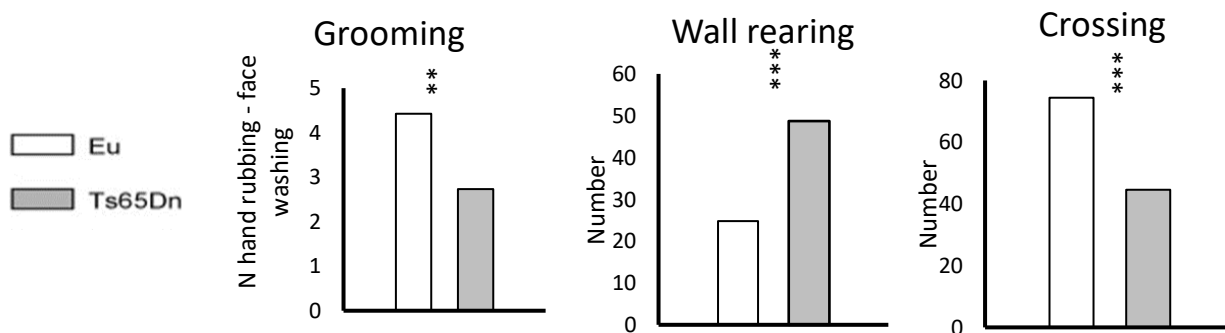 Eu
Ts65Dn
Grooming
**
N hand rubbing - face
washing
5
4
3
2
1
0
Wall rearing
***
Number
60
50
40
30
20
10
0
Crossing
***
Number
80
60
40
20
0